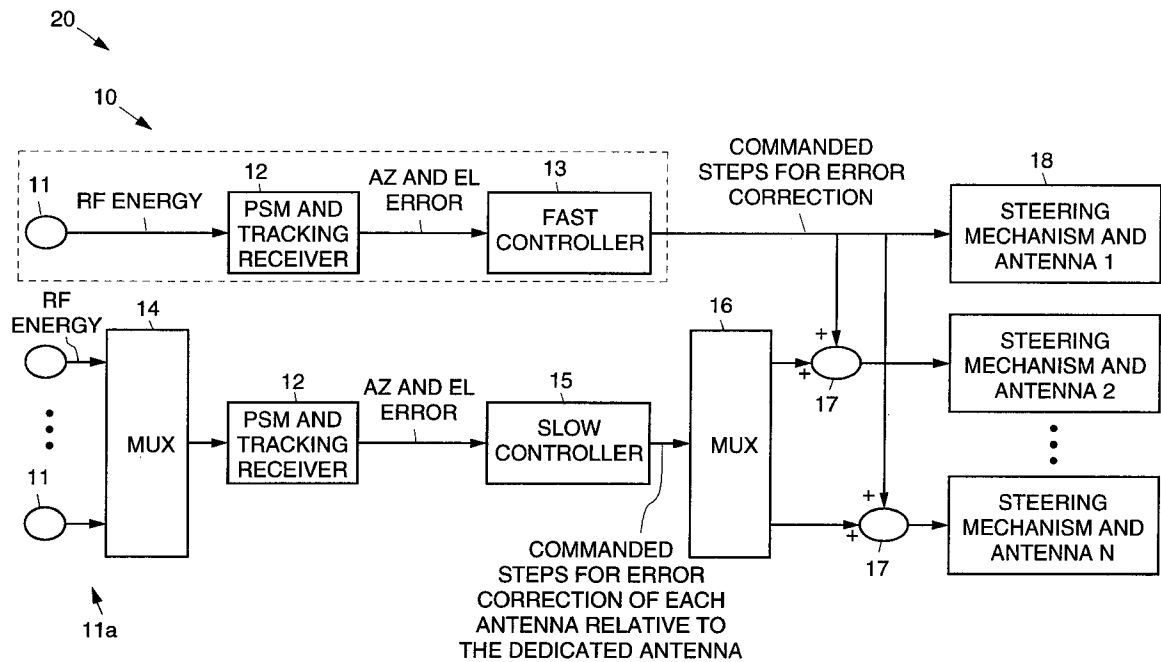 20
10
11
RF ENERGY
12
PSM AND
TRACKING
RECEIVER
AZ AND EL
ERROR
13
FAST
CONTROLLER
COMMANDED
STEPS FOR ERROR
CORRECTION
18
STEERING
MECHANISM AND
ANTENNA 1
RF
ENERGY
14
MUX
11
11a
12
PSM AND
TRACKING
RECEIVER
AZ AND EL
ERROR
15
SLOW
CONTROLLER
COMMANDED
STEPS FOR ERROR
CORRECTION OF EACH
ANTENNA RELATIVE TO
THE DEDICATED ANTENNA
16
MUX
+
+
17
STEERING
MECHANISM AND
ANTENNA 2
+
+
17
STEERING
MECHANISM AND
ANTENNA N